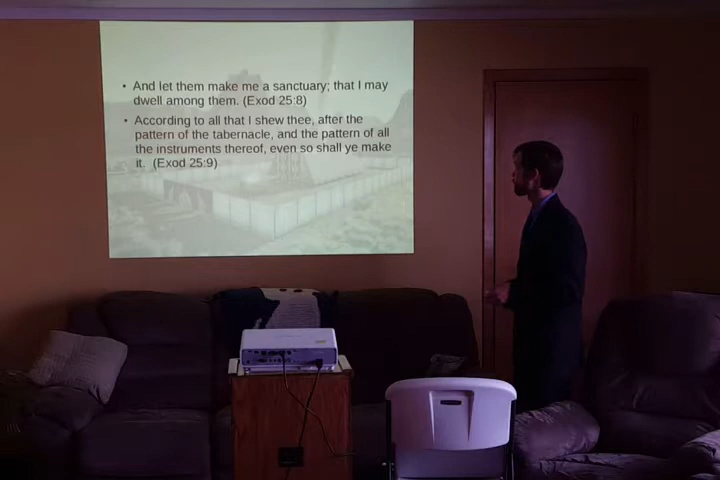 • And let them make me a sanctuary; that I may
dwell among them. (Exod 25:8)
• According to all that I shew thee, after the
pattern of the tabernacle, and the pattern of all
the instruments thereof, even so shall ye make
it. (Exod 25:9)